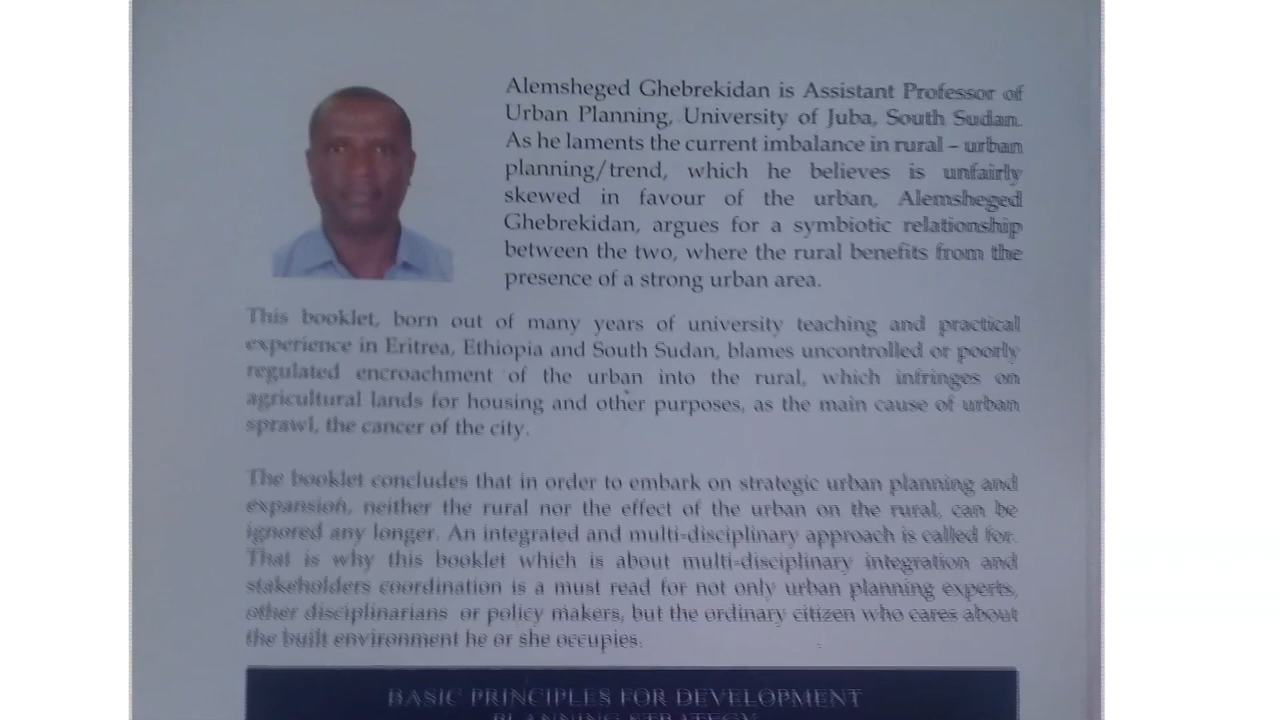 Alemsheged Ghebrekidan is Assistant Professor of
Urban Planning, University of Juba, South Sudan.
As he laments the current imbalance in rural – urban
planning/trend, which he believes is unfairly
skewed in favour of the urban, Alemsheged
Ghebrekidan, argues for a symbiotic relationship
between the two, where the rural benefits from the
presence of a strong urban area.
This booklet, born out of many years of university teaching and practical
experience in Eritrea, Ethiopia and South Sudan, blames uncontrolled or poorly
regulated encroachment of the urban into the rural, which infringes on
agricultural lands for housing and other purposes, as the main cause of urban
sprawl, the cancer of the city.
The booklet concludes that in order to embark on strategic urban planning and
expansion, neither the rural nor the effect of the urban on the rural, can be
ignored any longer. An integrated and multi-disciplinary approach is called for.
That is why this booklet which is about multi-disciplinary integration and
stakeholders coordination is a must read for not only urban planning experts,
other disciplinarians or policy makers, but the ordinary citizen who cares about
the built environment he or she occupies.
BASIC PRINCIPLES FOR DEVELOPMENT
PLANNING STRATEGY